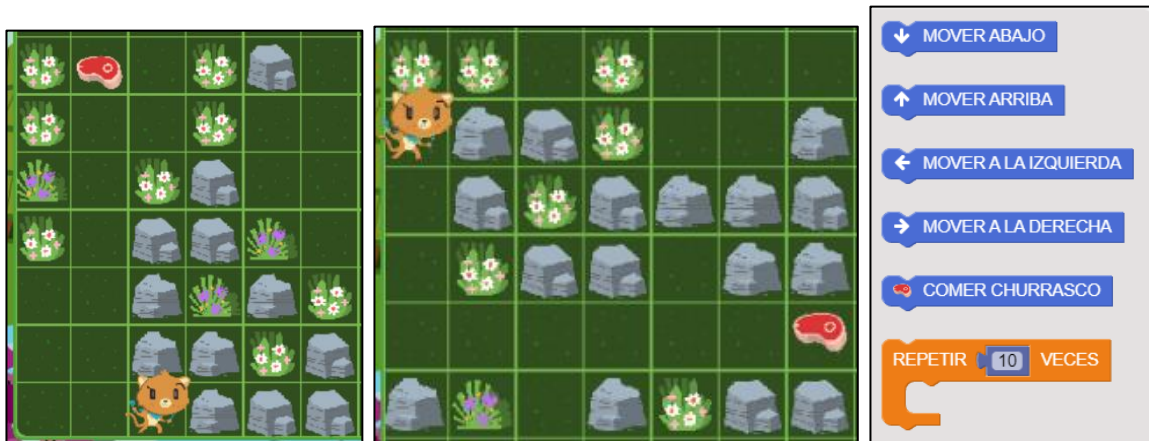 MOVER ABAJO
MOVER ARRIBA
MOVER A LA IZQUIERDA
MOVER A LA DERECHA
COMER CHURRASCO
REPETIR 10 VECES